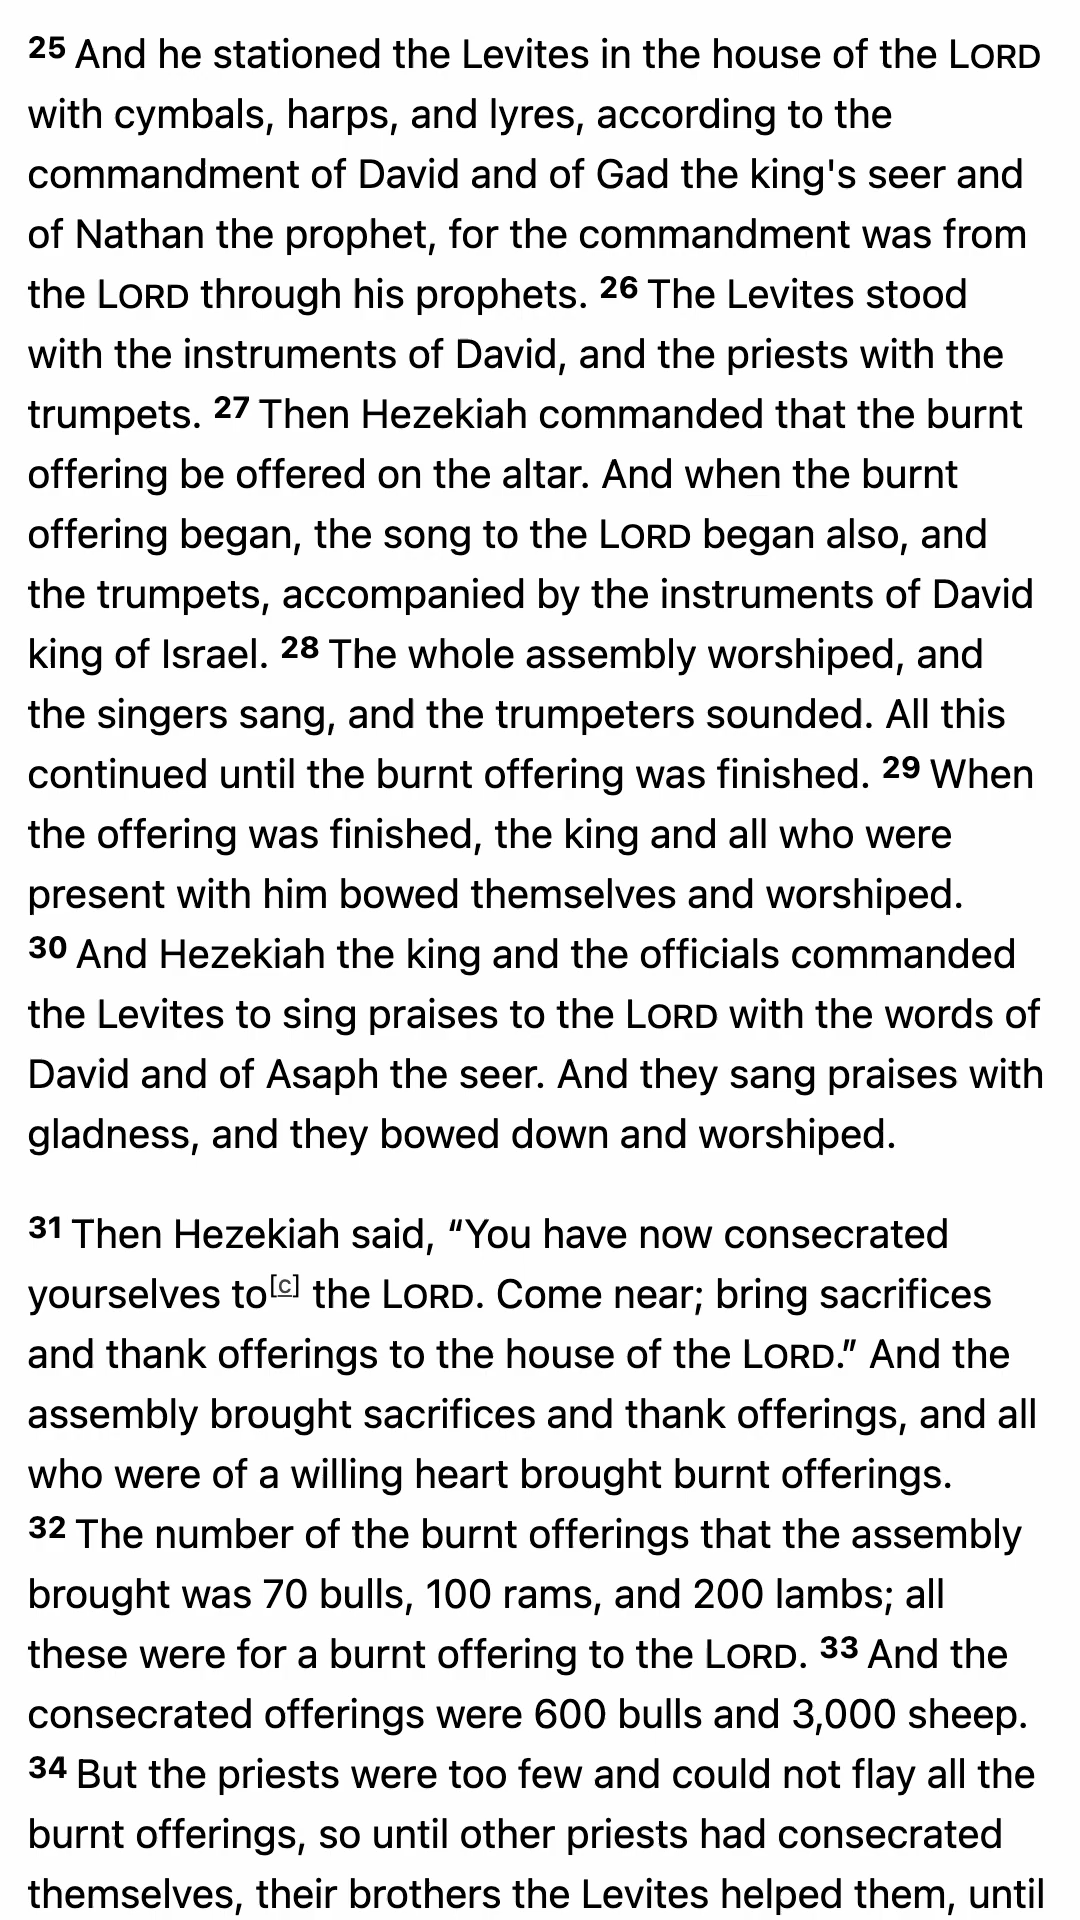 25 And he stationed the Levites in the house of the LORD
with cymbals, harps, and lyres, according to the
commandment of David and of Gad the king's seer and
of Nathan the prophet, for the commandment was from
the LORD through his prophets. 26 The Levites stood
with the instruments of David, and the priests with the
trumpets. 27 Then Hezekiah commanded that the burnt
offering be offered on the altar. And when the burnt
offering began, the song to the LORD began also, and
the trumpets, accompanied by the instruments of David
king of Israel. 28 The whole assembly worshiped, and
the singers sang, and the trumpeters sounded. All this
continued until the burnt offering was finished. 29 When
the offering was finished, the king and all who were
present with him bowed themselves and worshiped.
30 And Hezekiah the king and the officials commanded
the Levites to sing praises to the LORD with the words of
David and of Asaph the seer. And they sang praises with
gladness, and they bowed down and worshiped.
31 Then Hezekiah said, “You have now consecrated
yourselves to[c] the LORD. Come near; bring sacrifices
and thank offerings to the house of the LORD.” And the
assembly brought sacrifices and thank offerings, and all
who were of a willing heart brought burnt offerings.
32 The number of the burnt offerings that the assembly
brought was 70 bulls, 100 rams, and 200 lambs; all
these were for a burnt offering to the LORD. 33 And the
consecrated offerings were 600 bulls and 3,000 sheep.
34 But the priests were too few and could not flay all the
burnt offerings, so until other priests had consecrated
themselves, their brothers the Levites helped them, until